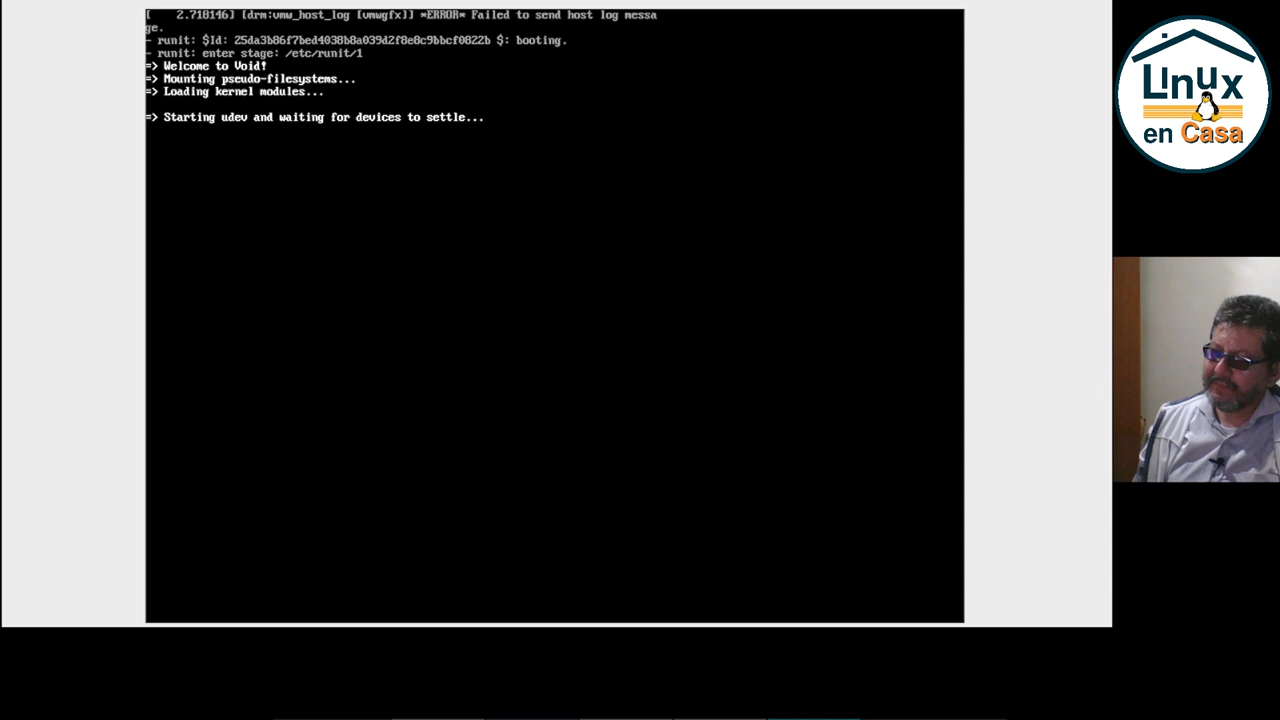 [    2.718146] [drm:vmw_host_log [vmwgfx]] *ERROR* Failed to send host log messa
ge.
- runit: $Id: 25da3b86f7bed4038b8a039d2f8e8c9bbcf0822b $: booting.
- runit: enter stage: /etc/runit/1
=> Welcome to Void!
=> Mounting pseudo-filesystems...
=> Loading kernel modules...
=> Starting udev and waiting for devices to settle...
Linux
en Casa